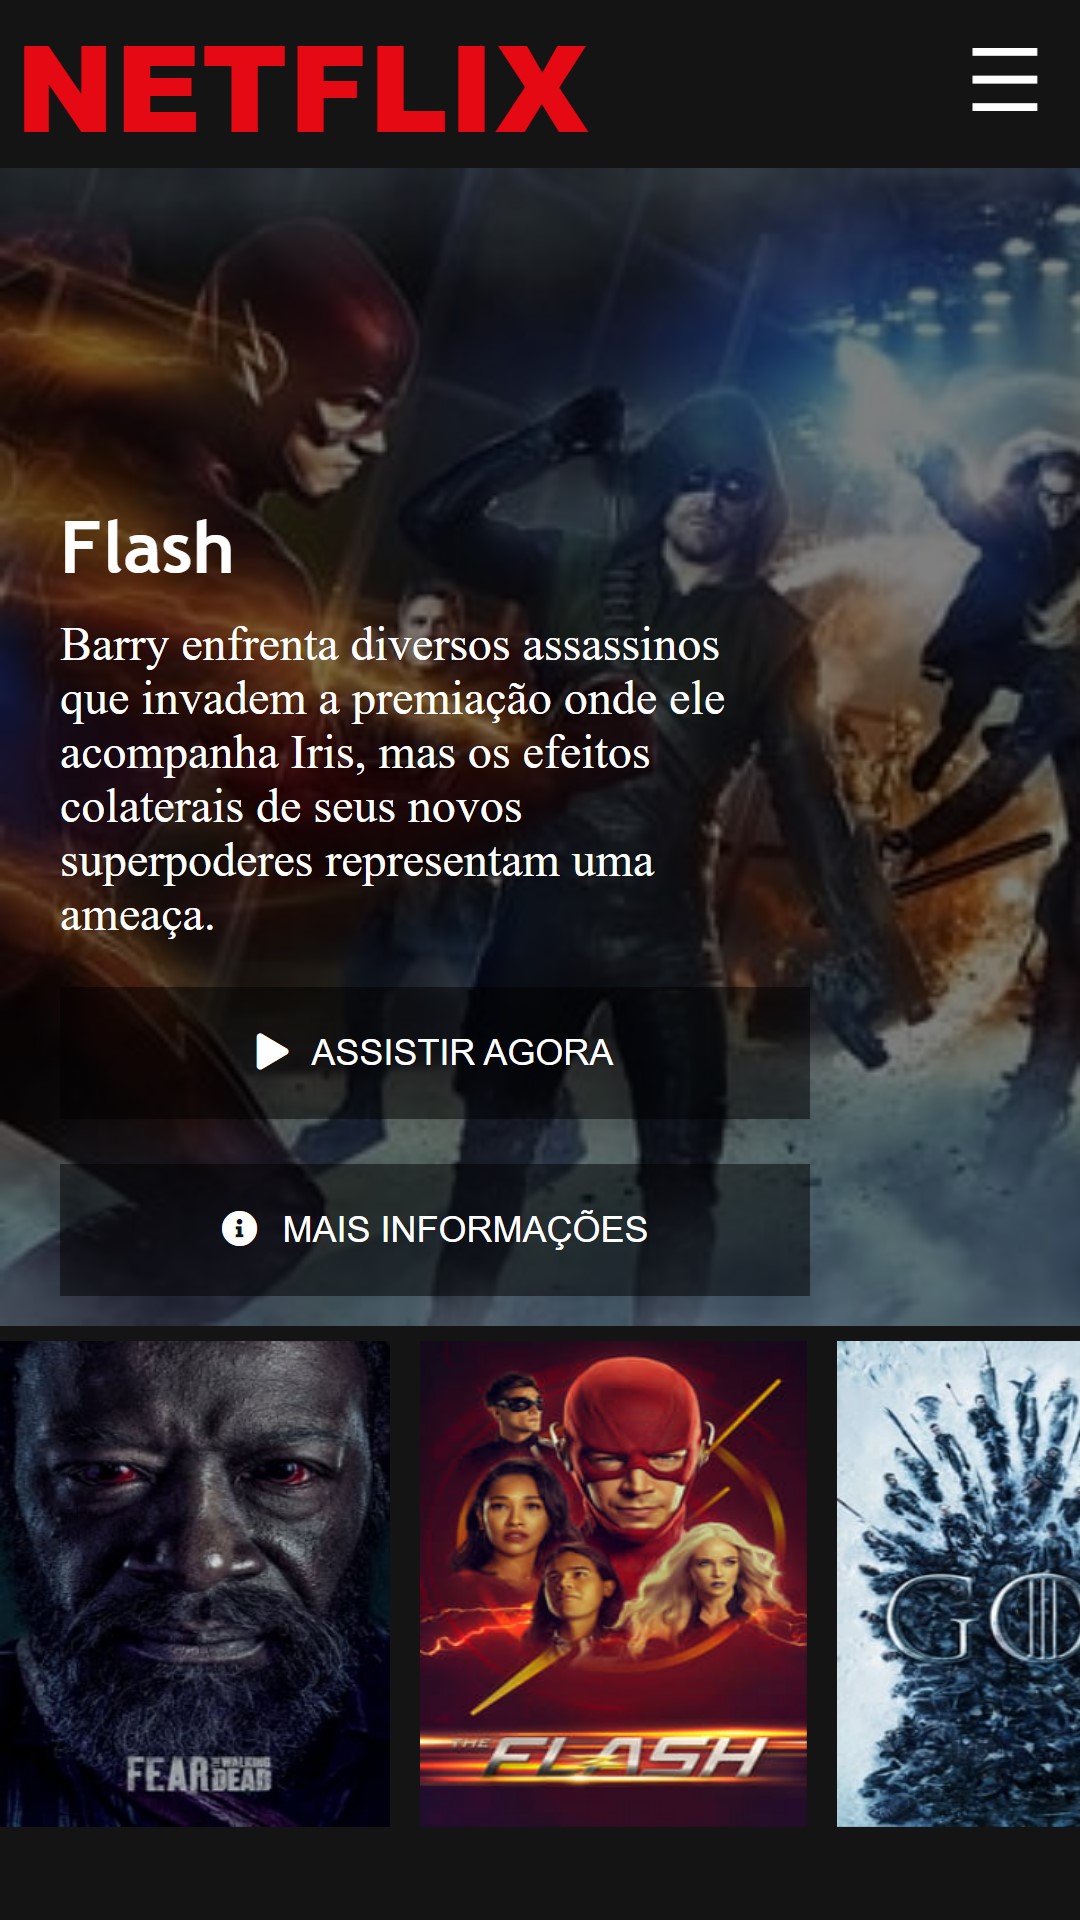 NETFLIX
Flash
Barry enfrenta diversos assassinos
que invadem a premiação onde ele
acompanha Iris, mas os efeitos
colaterais de seus novos
superpoderes representam uma
ameaça.
ASSISTIR AGORA
MAIS INFORMAÇÕES
FEAR THE WALKING DEAD
THE FLASH
GO